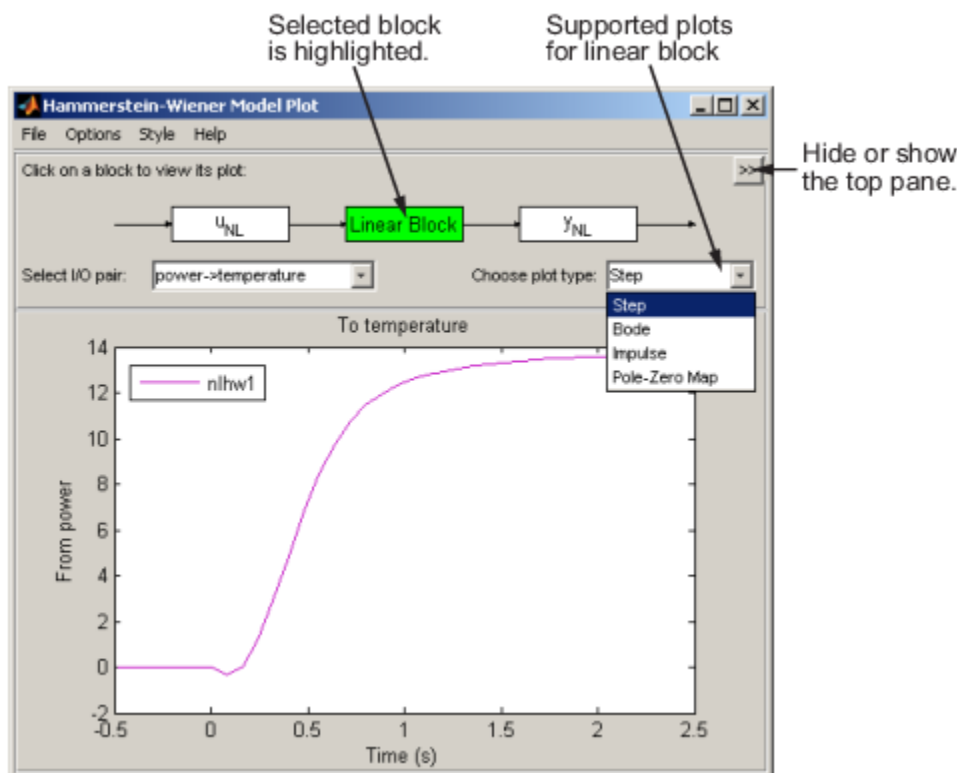 Selected block
is highlighted.
Supported plots
for linear block
Hammerstein-Wiener Model Plot
File Options Style Help
Click on a block to view its plot:
>>
Hide or show
the top pane.
uNL
Linear Block
yNL
Select I/O pair:
power->temperature
Choose plot type:
Step
Step
Bode
Impulse
Pole-Zero Map
To temperature
nlhw1
From power
14
12
10
8
6
4
2
0
-2
-0.5
0
0.5
1
1.5
2
2.5
Time (s)